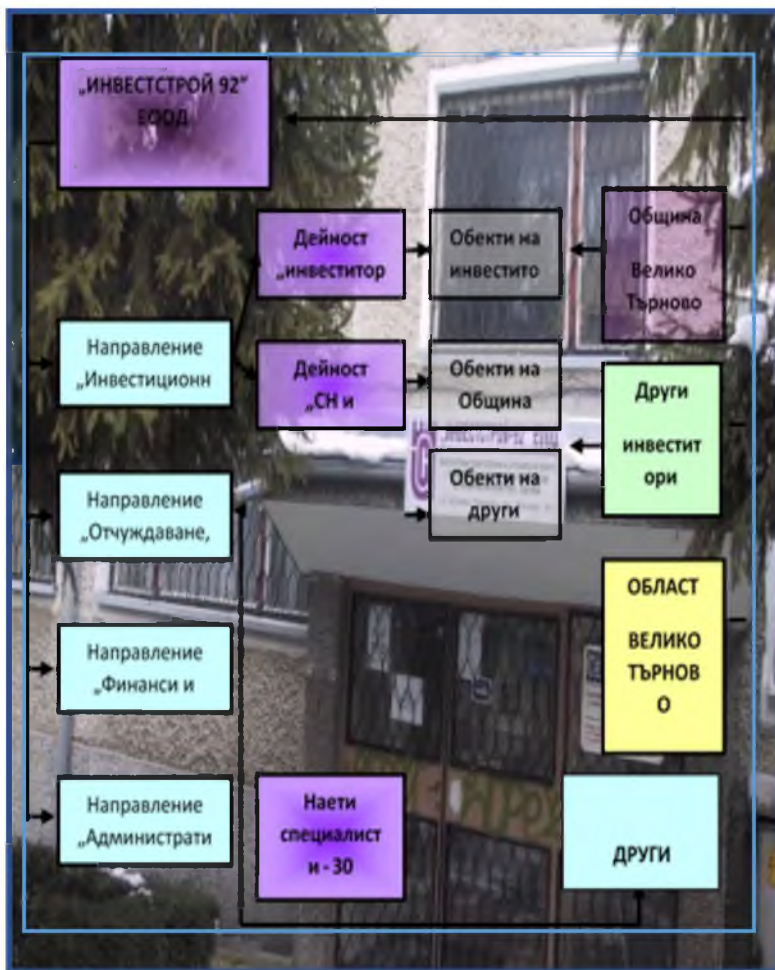 „ИНВЕСТСТРОЙ 92“
ЕООД
Дейност
„инвеститор
Обекти на
инвестито
Община
Велико
Търново
Направление
„Инвестиционн
Дейност
„СН и
Обекти на
Община
Други
инвестит
ори
Направление
„Отчуждаване,
Обекти на
други
ОБЛАСТ
ВЕЛИКО
ТЪРНОВ
О
Направление
„Финанси и
Направление
„Административ
Наети
специалист
и - 30
ДРУГИ